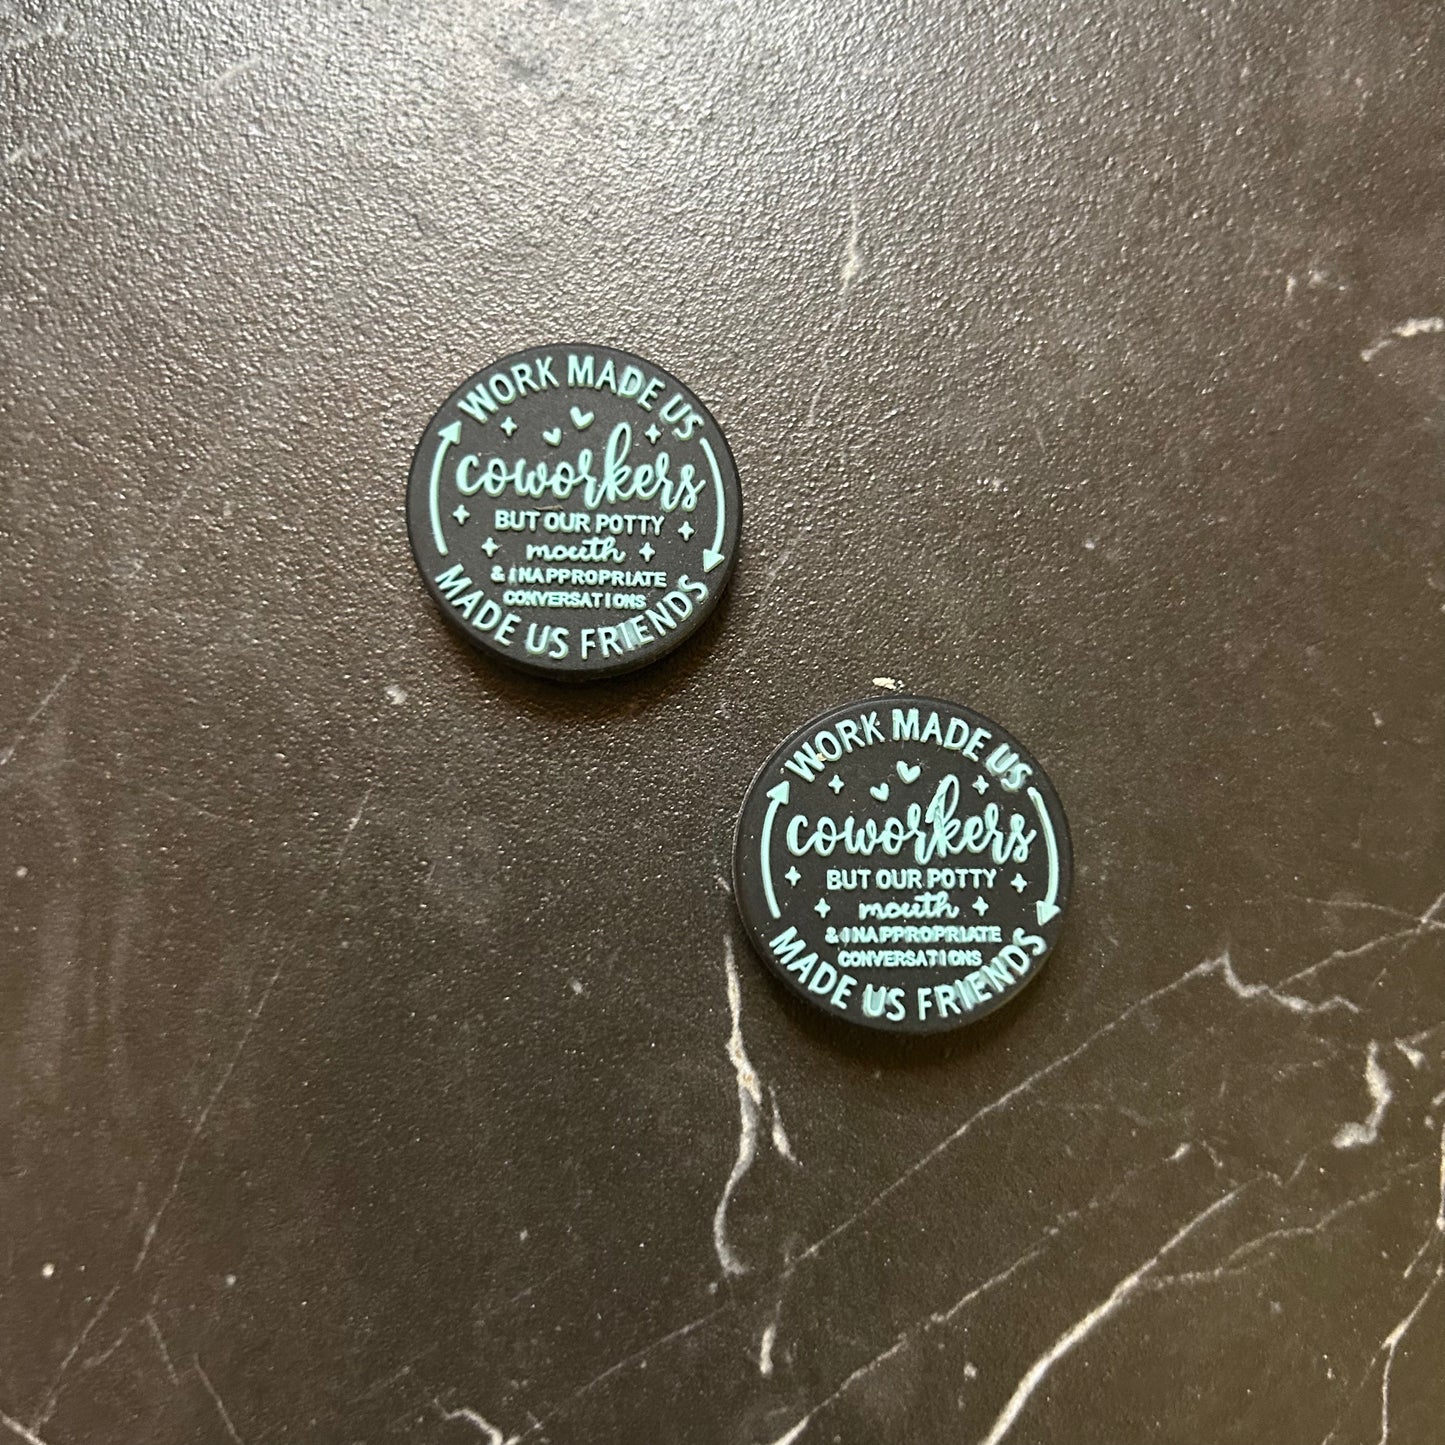 WORK MADE US
coworkers
BUT OUR POTTY
mouth
& INAPPROPRIATE
CONVERSATIONS
MADE US FRIENDS
WORK MADE US
coworkers
BUT OUR POTTY
mouth
& INAPPROPRIATE
CONVERSATIONS
MADE US FRIENDS